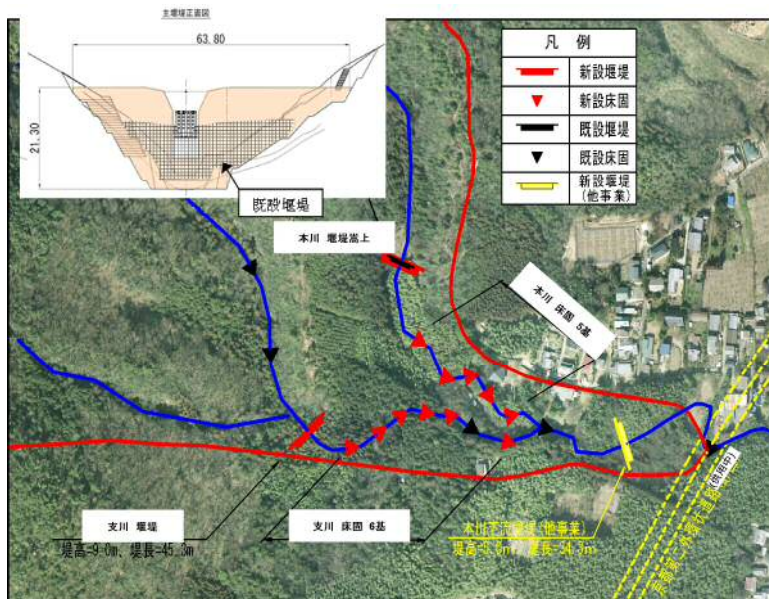 主堰堤正面図
63.80
21.30
既設堰堤
凡 例
新設堰堤
新設床固
既設堰堤
既設床固
新設堰堤
(他事業)
本川 堰堤嵩上
本川 床固 5基
支川 堰堤
堤高=9.0m、堤長=45.3m
支川 床固 6基
本川下流堰堤(他事業)
(供用中)